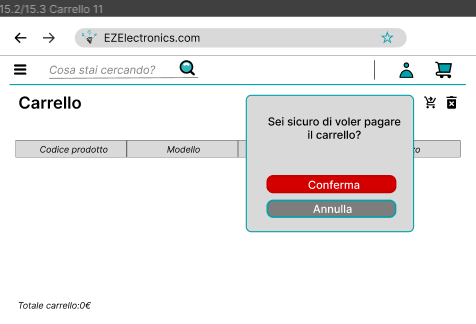 15.2/15.3 Carrello 11
EZElectronics.com
Cosa stai cercando?
Carrello
Sei sicuro di voler pagare
il carrello?
Codice prodotto Modello
Conferma
Annulla
Totale carrello:0€